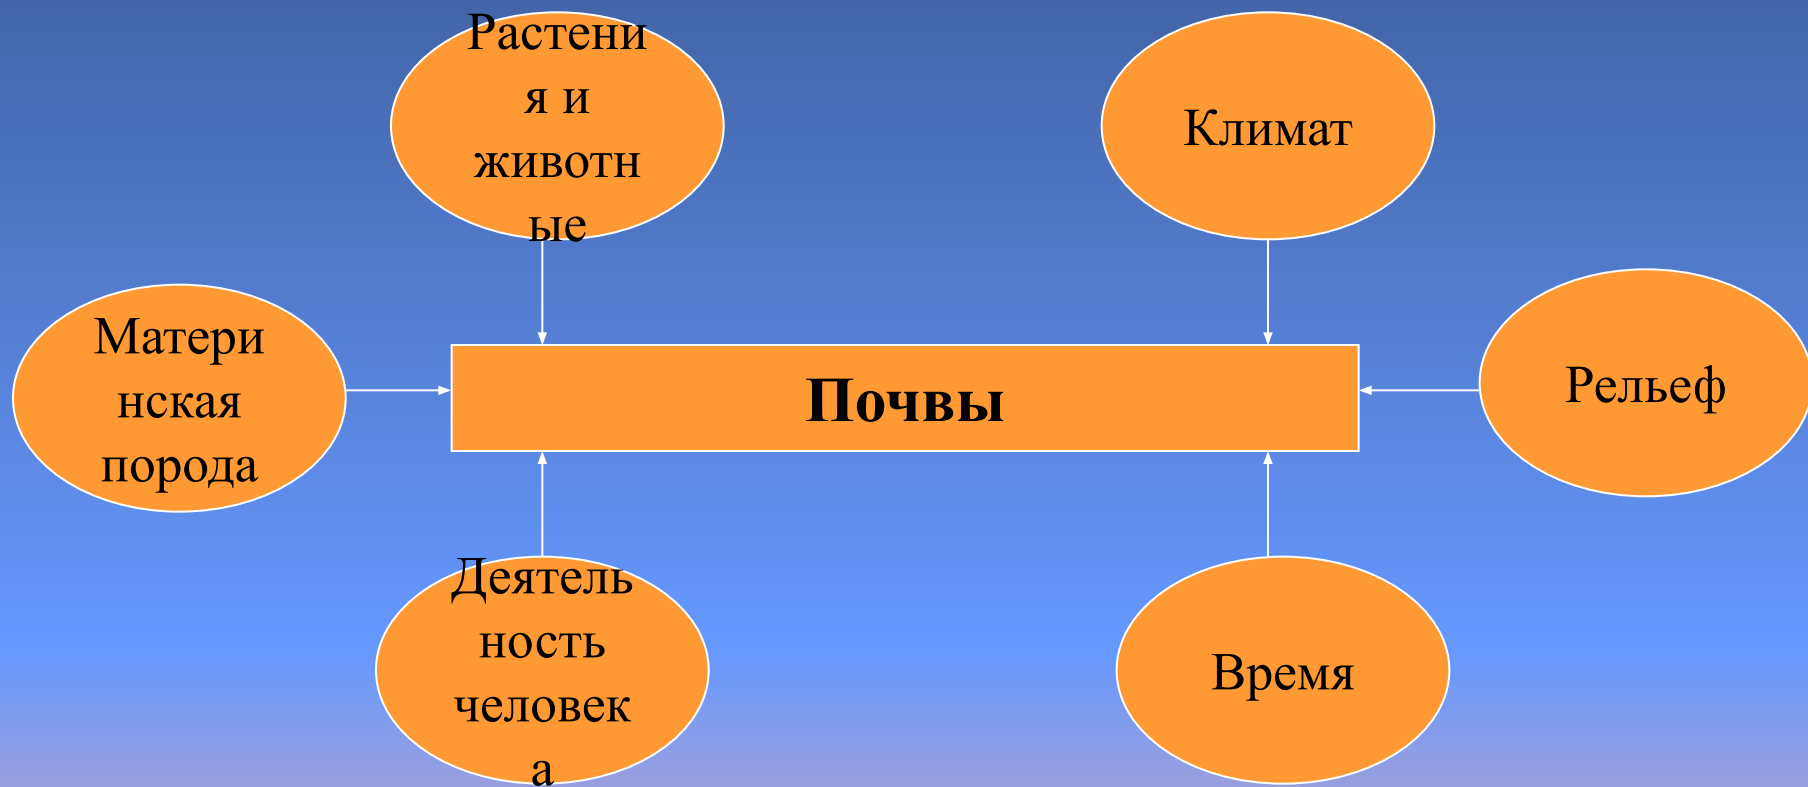 Растени
я и
животн
ые
Климат
Матери
нская
порода
Почвы
Рельеф
Деятель
ность
человек
а
Время